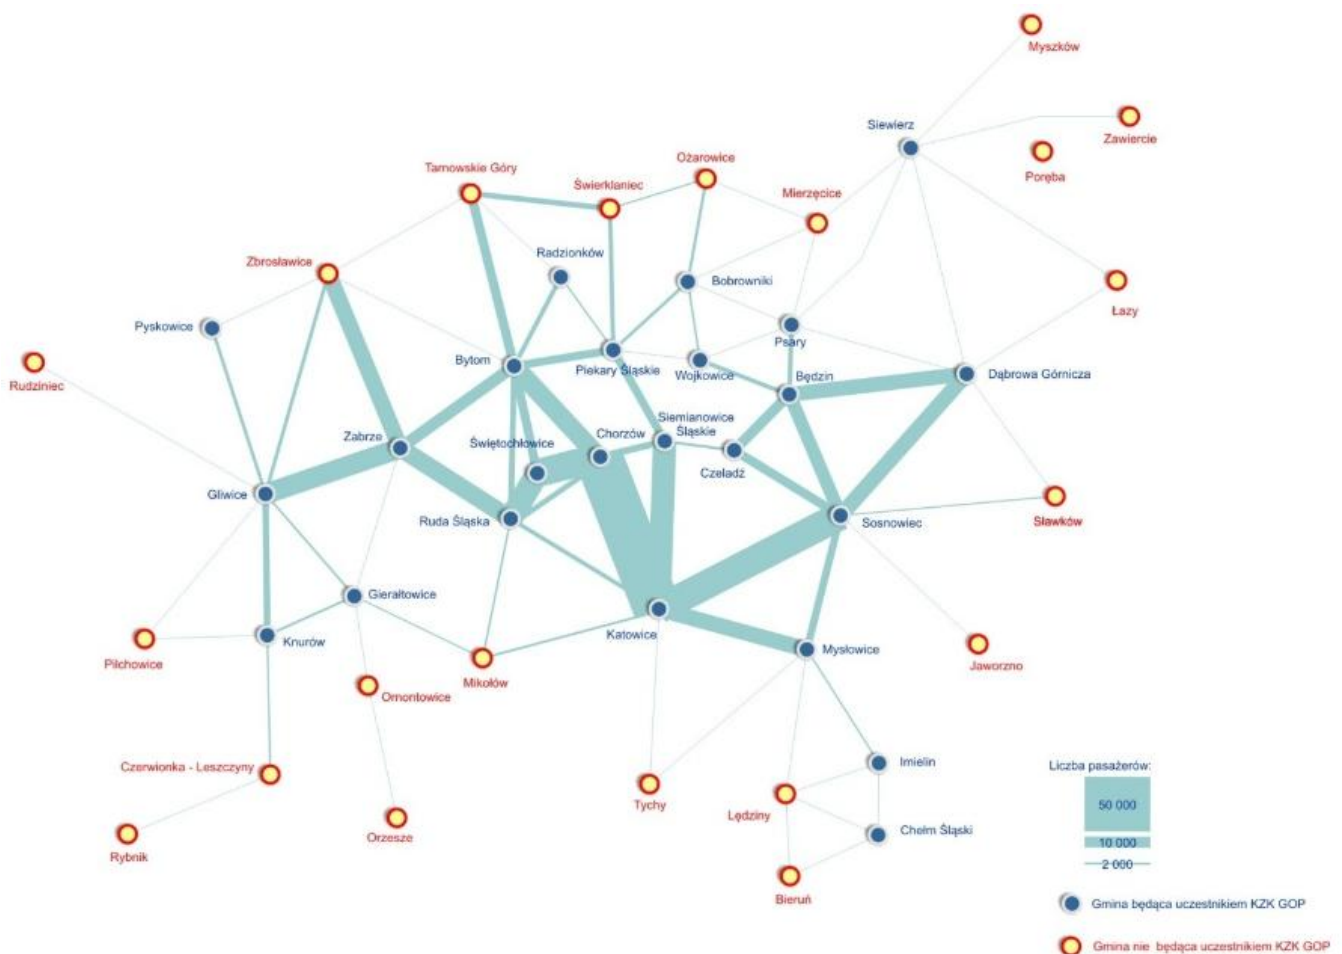 Myszków
Siewierz
Zawiercie
Poręba
Ożarowice
Tarnowskie Góry
Świerklaniec
Mierzęcice
Radzionków
Zbrosławice
Bobrowniki
Łazy
Pyskowice
Psary
Bytom
Piekary Śląskie
Wojkowice
Będzin
Dąbrowa Górnicza
Rudziniec
Siemianowice
Śląskie
Zabrze
Świętochłowice
Chorzów
Czeladź
Gliwice
Ruda Śląska
Sosnowiec
Sławków
Gierałtowice
Katowice
Knurów
Mysłowice
Pilchowice
Mikołów
Jaworzno
Ornontowice
Czerwionka - Leszczyny
Imielin
Liczba pasażerów:
50 000
10 000
2 000
Tychy
Lędziny
Chełm Śląski
Orzesze
Rybnik
Bieruń
Gmina będąca uczestnikiem KZK GOP
Gmina nie będąca uczestnikiem KZK GOP